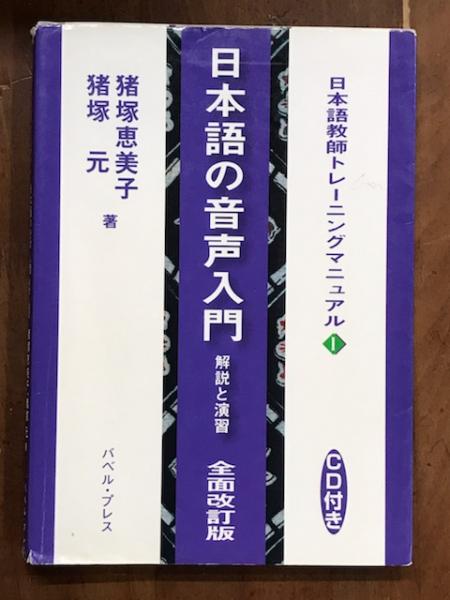 日本語教師トレーニングマニュアル1
CD付き
日本語の音声入門
解説と演習
全面改訂版
猪塚恵美子
猪塚 元
著
バベル・プレス